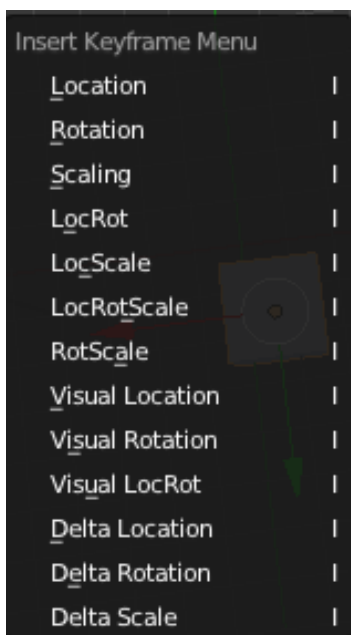 Insert Keyframe Menu
Location I
Rotation I
Scaling I
LocRot I
LocScale I
LocRotScale I
RotScale I
Visual Location I
Visual Rotation I
Visual LocRot I
Delta Location I
Delta Rotation I
Delta Scale I